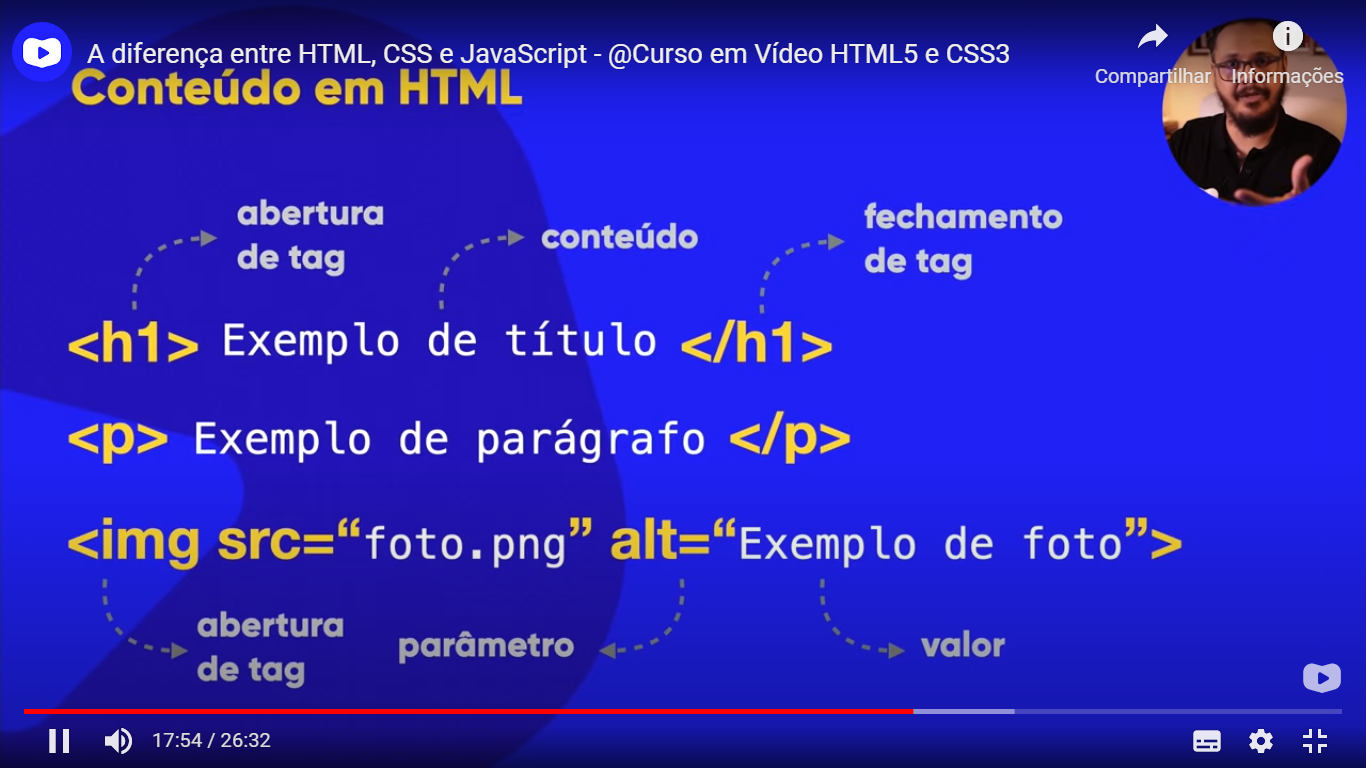 A diferença entre HTML, CSS e JavaScript - @Curso em Vídeo HTML5 e CSS3
Compartilhar
Informações
Conteúdo em HTML
abertura
de tag
conteúdo
fechamento
de tag
<h1> Exemplo de título </h1>
<p> Exemplo de parágrafo </p>
<img src=“foto.png” alt=“Exemplo de foto”>
abertura
de tag
parâmetro
valor
17:54 / 26:32